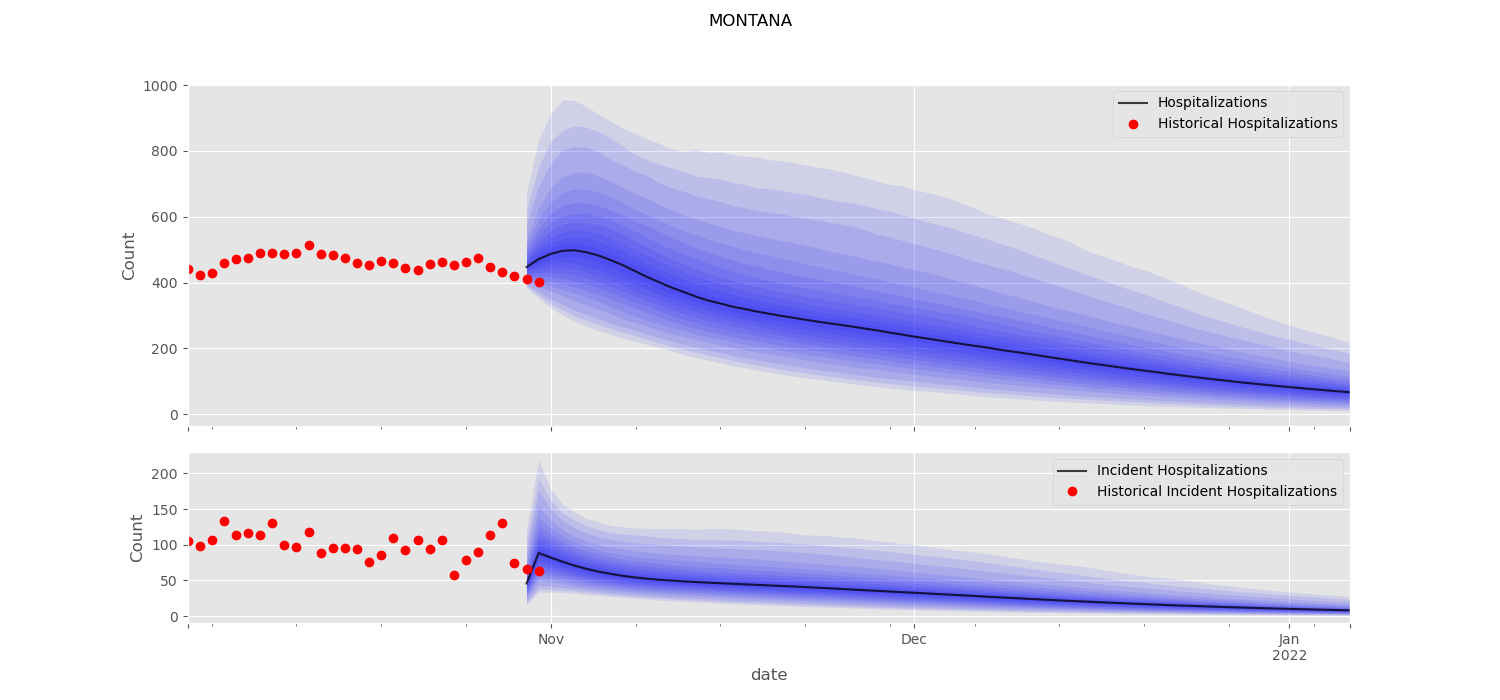 MONTANA
1000
800
600
400
200
0
Count
Hospitalizations
Historical Hospitalizations
200
150
100
50
0
Count
Incident Hospitalizations
Historical Incident Hospitalizations
Nov
Dec
Jan
2022
date